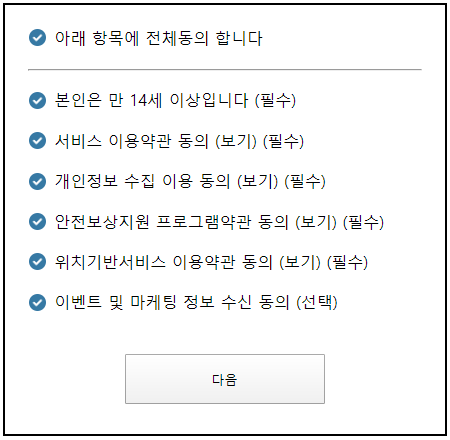 아래 항목에 전체동의 합니다
본인은 만 14세 이상입니다 (필수)
서비스 이용약관 동의 (보기) (필수)
개인정보 수집 이용 동의 (보기) (필수)
안전보상지원 프로그램약관 동의 (보기) (필수)
위치기반서비스 이용약관 동의 (보기) (필수)
이벤트 및 마케팅 정보 수신 동의 (선택)
다음